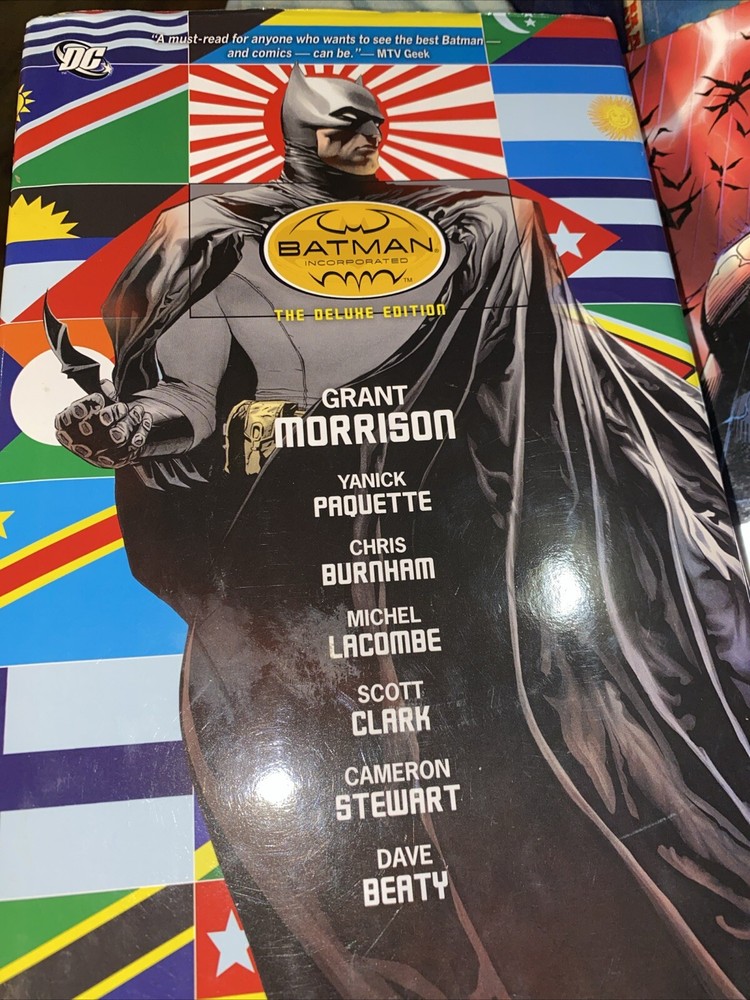 "A must-read for anyone who wants to see the best Batman —
and comics — can be." — MTV Geek
DC
BATMAN
INCORPORATED
THE DELUXE EDITION
GRANT
MORRISON
YANICK
PAQUETTE
CHRIS
BURNHAM
MICHEL
LACOMBE
SCOTT
CLARK
CAMERON
STEWART
DAVE
BEATY